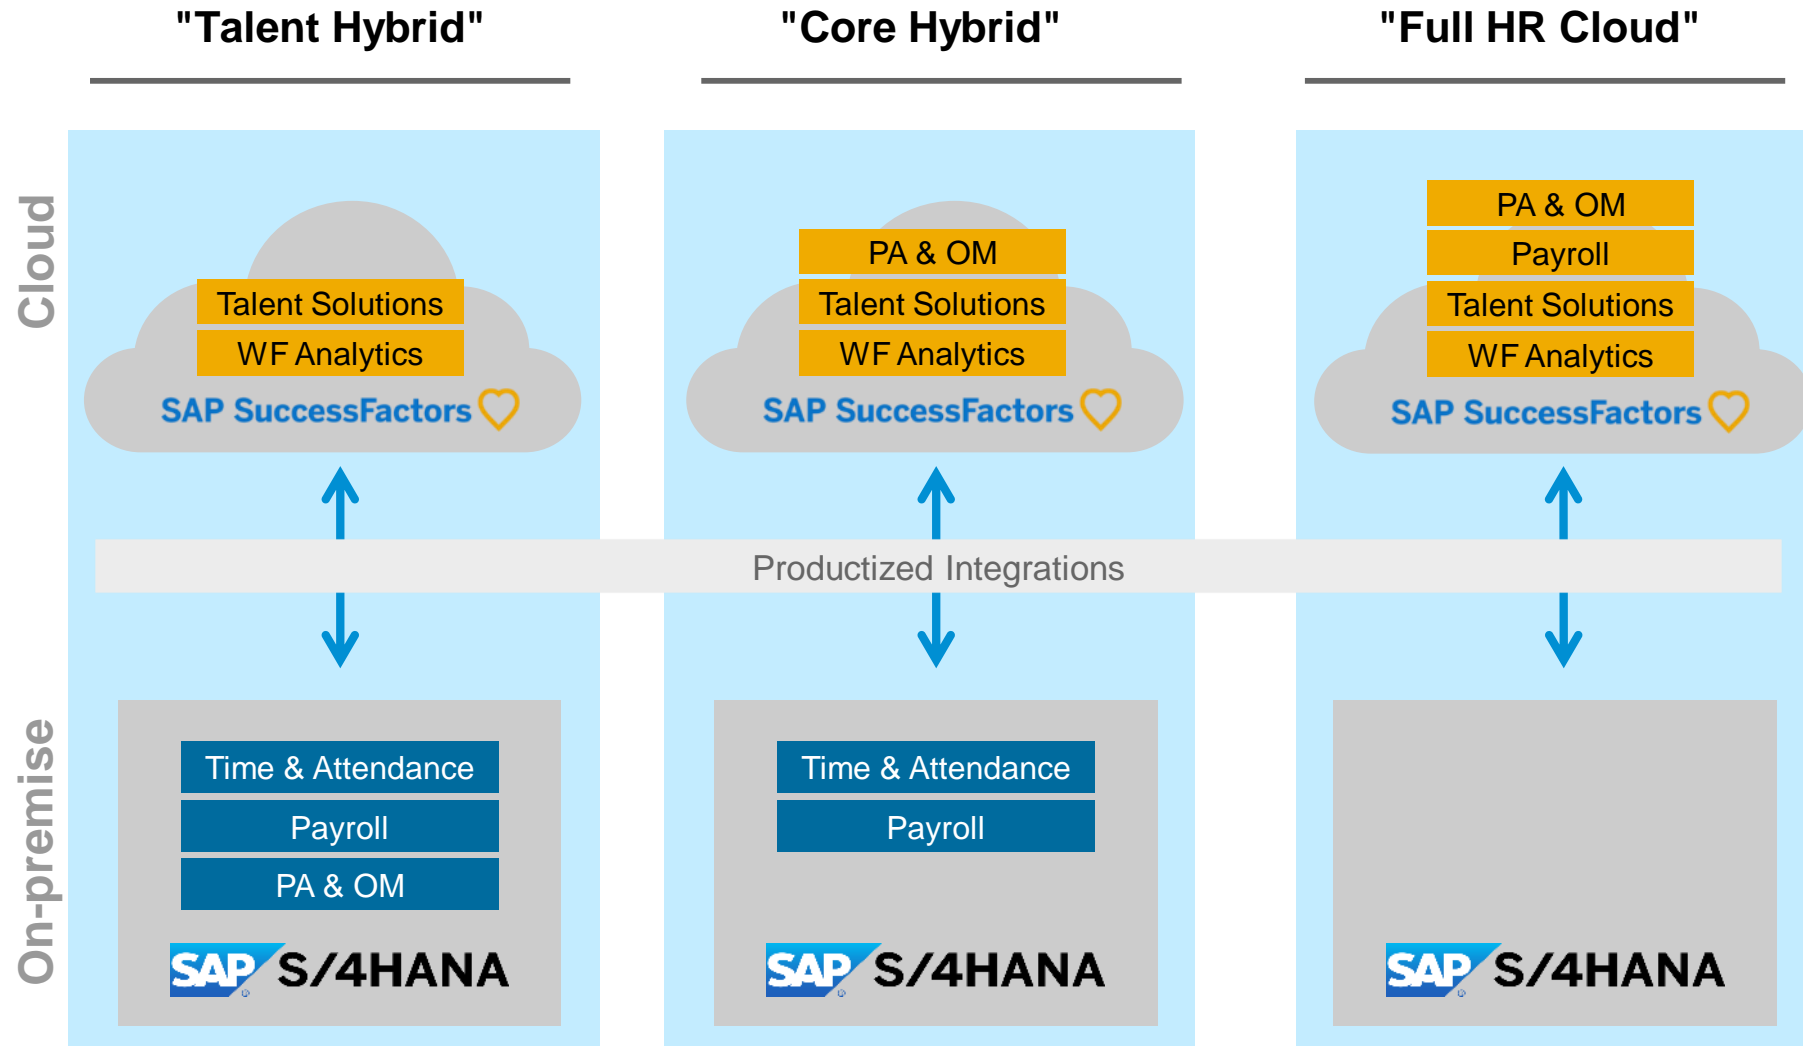 "Talent Hybrid"
"Core Hybrid"
"Full HR Cloud"
Cloud
Talent Solutions
WF Analytics
SAP SuccessFactors
PA & OM
Talent Solutions
WF Analytics
SAP SuccessFactors
PA & OM
Payroll
Talent Solutions
WF Analytics
SAP SuccessFactors
Productized Integrations
On-premise
Time & Attendance
Payroll
PA & OM
SAP® S/4HANA
Time & Attendance
Payroll
SAP® S/4HANA
SAP® S/4HANA